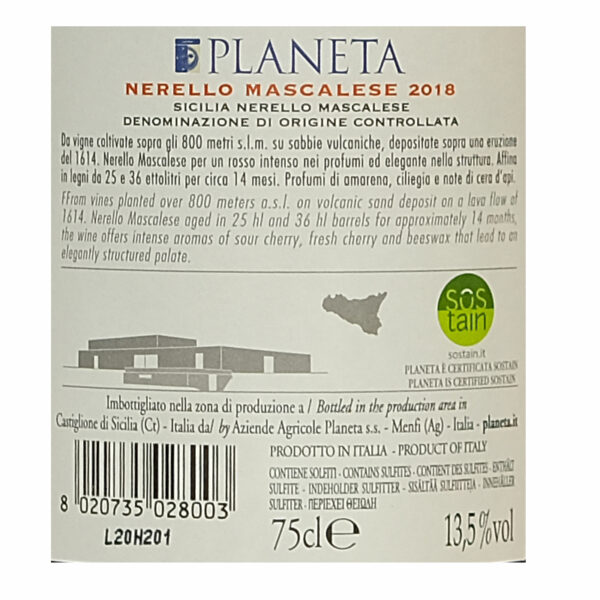 PLANETA
NERELLO MASCALESE 2018
SICILIA NERELLO MASCALESE
DENOMINAZIONE DI ORIGINE CONTROLLATA
Da vigne coltivate sopra gli 800 metri s.l.m. su sabbie vulcaniche, depositate sopra una eruzione
del 1614. Nerello Mascalese per un rosso intenso nei profumi ed elegante nella struttura. Affina
in legni da 25 e 36 ettolitri per circa 14 mesi. Profumi di amarena, ciliegia e note di cera d'api.
FFrom vines planted over 800 meters a.s.l. on volcanic sand deposit on a lava flow of
1614. Nerello Mascalese aged in 25 hl and 36 hl barrels for approximately 14 months,
the wine offers intense aromas of sour cherry, fresh cherry and beeswax that lead to an
elegantly structured palate.
SOS
tain
sostain.it
PLANETA È CERTIFICATA SOSTAIN
PLANETA IS CERTIFIED SOSTAIN
Imbottigliato nella zona di produzione a / Bottled in the production area in
Castiglione di Sicilia (Ct) - Italia da/ by Aziende Agricole Planeta s.s. - Menfi (Ag) - Italia - planeta.it
PRODOTTO IN ITALIA - PRODUCT OF ITALY
CONTIENE SOLFITI - CONTAINS SULFITES - CONTIENT DES SULFITES - ENTHÄLT
SULFITE - INDEHOLDER SULFITTER - SISÄLTÄÄ SULFIITTEJA - INNEHÅLLER
SULFITER - ΠΕΡΙΕΧΕΙ ΘΕΙΩΔΗ
8 020735 028003
L20H201
75cl e
13,5%vol